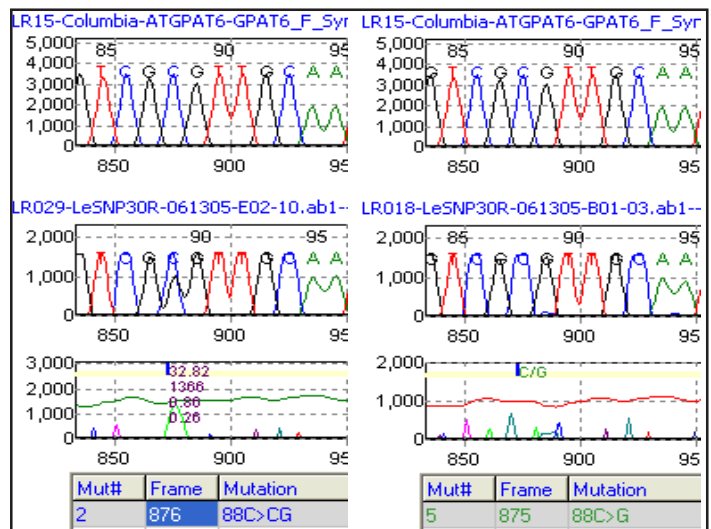 LR15-Columbia-ATGPAT6-GPAT6_F_Syr
85 90 95
5,000
4,000
3,000
2,000
1,000
0
T C G C G T T G C A A
850 900 95
LR15-Columbia-ATGPAT6-GPAT6_F_Syr
85 90 95
5,000
4,000
3,000
2,000
1,000
0
G T C G C G T T G C A A
850 900 95
LR029-LeSNP30R-061305-E02-10.ab1--
90 95
2,000
1,000
0
T C G C G T T G C A A
850 900 95
LR018-LeSNP30R-061305-B01-03.ab1--
85 90 95
2,000
1,000
0
G T C C G T T G C A A
850 900 95
3,000
2,000
1,000
0
32.82
1366
0.80
0.26
850 900 95
2,000
1,000
0
C/G
850 900 95
Mut# Frame Mutation
2 876 88C>CG
Mut# Frame Mutation
5 875 88C>G